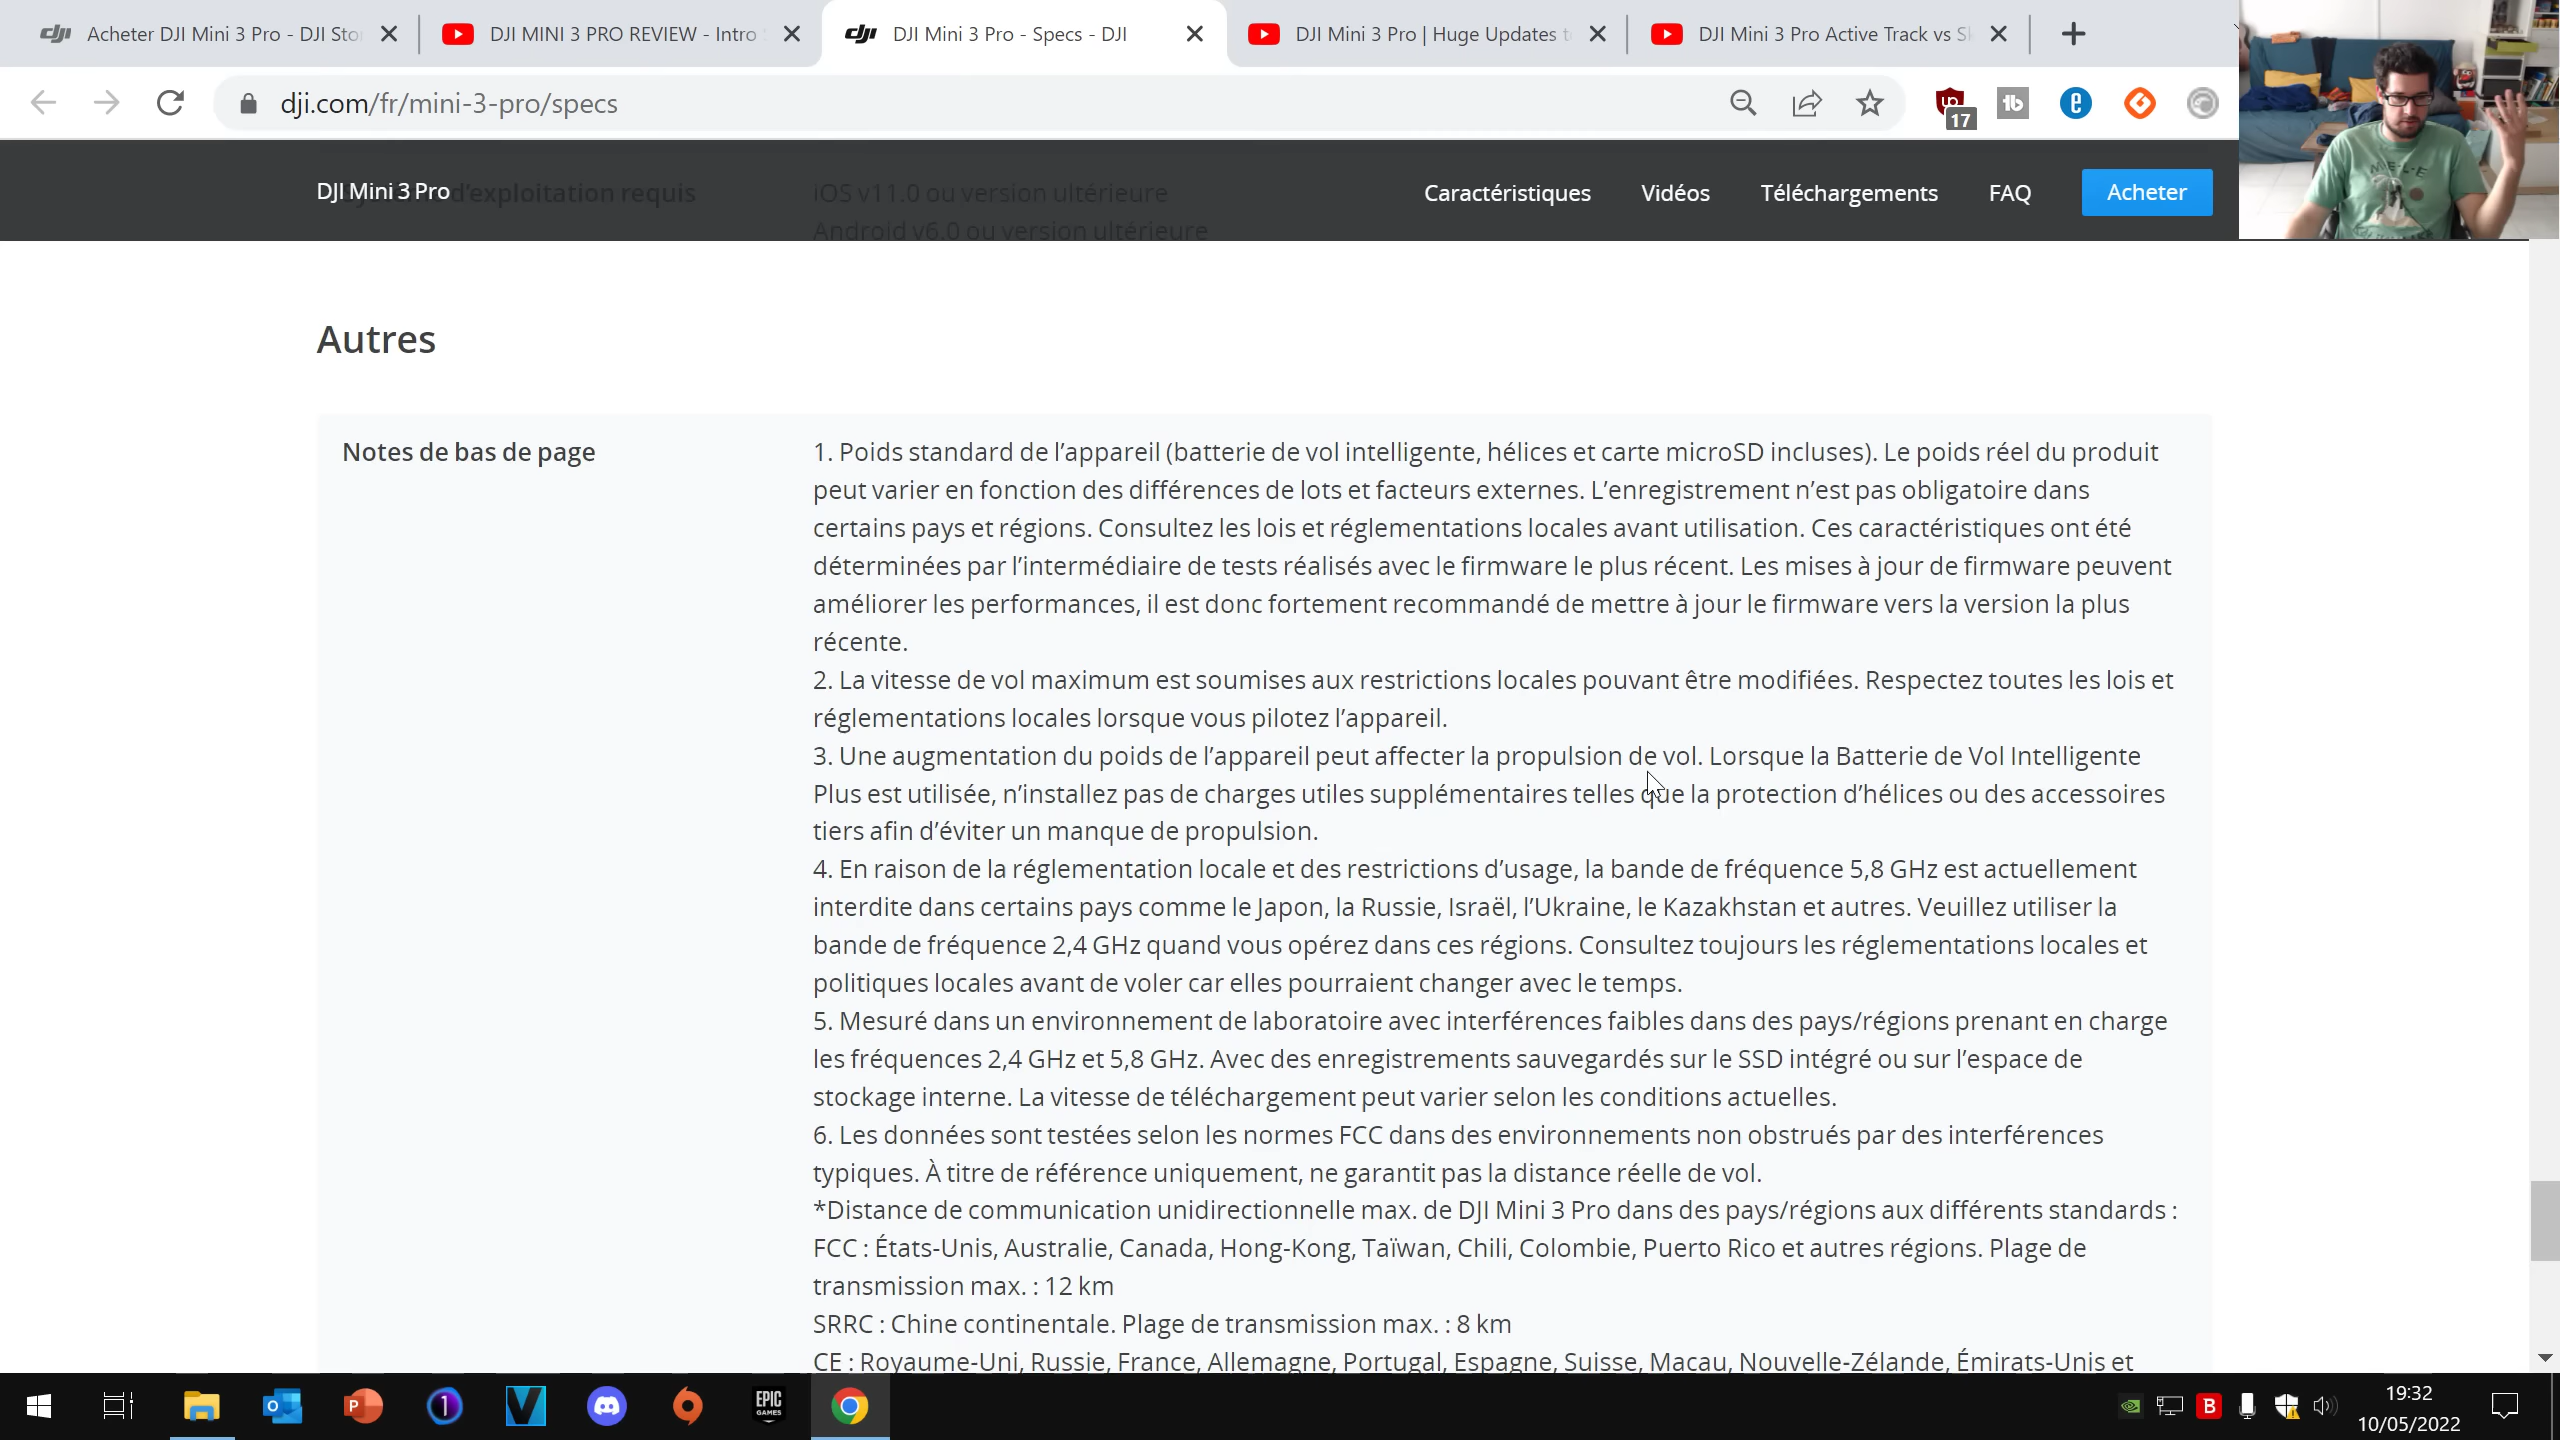 Acheter DJI Mini 3 Pro - DJI Sto
DJI MINI 3 PRO REVIEW - Intro
DJI Mini 3 Pro - Specs - DJI
DJI Mini 3 Pro | Huge Updates t
DJI Mini 3 Pro Active Track vs S
dji.com/fr/mini-3-pro/specs
17
DJI Mini 3 Pro
d'exploitation requis
iOS v11.0 ou version ultérieure
Android v6.0 ou version ultérieure
Caractéristiques
Vidéos
Téléchargements
FAQ
Acheter
Autres
Notes de bas de page
1. Poids standard de l'appareil (batterie de vol intelligente, hélices et carte microSD incluses). Le poids réel du produit
peut varier en fonction des différences de lots et facteurs externes. L'enregistrement n'est pas obligatoire dans
certains pays et régions. Consultez les lois et réglementations locales avant utilisation. Ces caractéristiques ont été
déterminées par l'intermédiaire de tests réalisés avec le firmware le plus récent. Les mises à jour de firmware peuvent
améliorer les performances, il est donc fortement recommandé de mettre à jour le firmware vers la version la plus
récente.
2. La vitesse de vol maximum est soumises aux restrictions locales pouvant être modifiées. Respectez toutes les lois et
réglementations locales lorsque vous pilotez l'appareil.
3. Une augmentation du poids de l'appareil peut affecter la propulsion de vol. Lorsque la Batterie de Vol Intelligente
Plus est utilisée, n'installez pas de charges utiles supplémentaires telles que la protection d'hélices ou des accessoires
tiers afin d'éviter un manque de propulsion.
4. En raison de la réglementation locale et des restrictions d'usage, la bande de fréquence 5,8 GHz est actuellement
interdite dans certains pays comme le Japon, la Russie, Israël, l'Ukraine, le Kazakhstan et autres. Veuillez utiliser la
bande de fréquence 2,4 GHz quand vous opérez dans ces régions. Consultez toujours les réglementations locales et
politiques locales avant de voler car elles pourraient changer avec le temps.
5. Mesuré dans un environnement de laboratoire avec interférences faibles dans des pays/régions prenant en charge
les fréquences 2,4 GHz et 5,8 GHz. Avec des enregistrements sauvegardés sur le SSD intégré ou sur l'espace de
stockage interne. La vitesse de téléchargement peut varier selon les conditions actuelles.
6. Les données sont testées selon les normes FCC dans des environnements non obstrués par des interférences
typiques. À titre de référence uniquement, ne garantit pas la distance réelle de vol.
*Distance de communication unidirectionnelle max. de DJI Mini 3 Pro dans des pays/régions aux différents standards :
FCC : États-Unis, Australie, Canada, Hong-Kong, Taïwan, Chili, Colombie, Puerto Rico et autres régions. Plage de
transmission max. : 12 km
SRRC : Chine continentale. Plage de transmission max. : 8 km
CE : Royaume-Uni, Russie, France, Allemagne, Portugal, Espagne, Suisse, Macau, Nouvelle-Zélande, Émirats-Unis et
EPIC
GAMES
19:32
10/05/2022